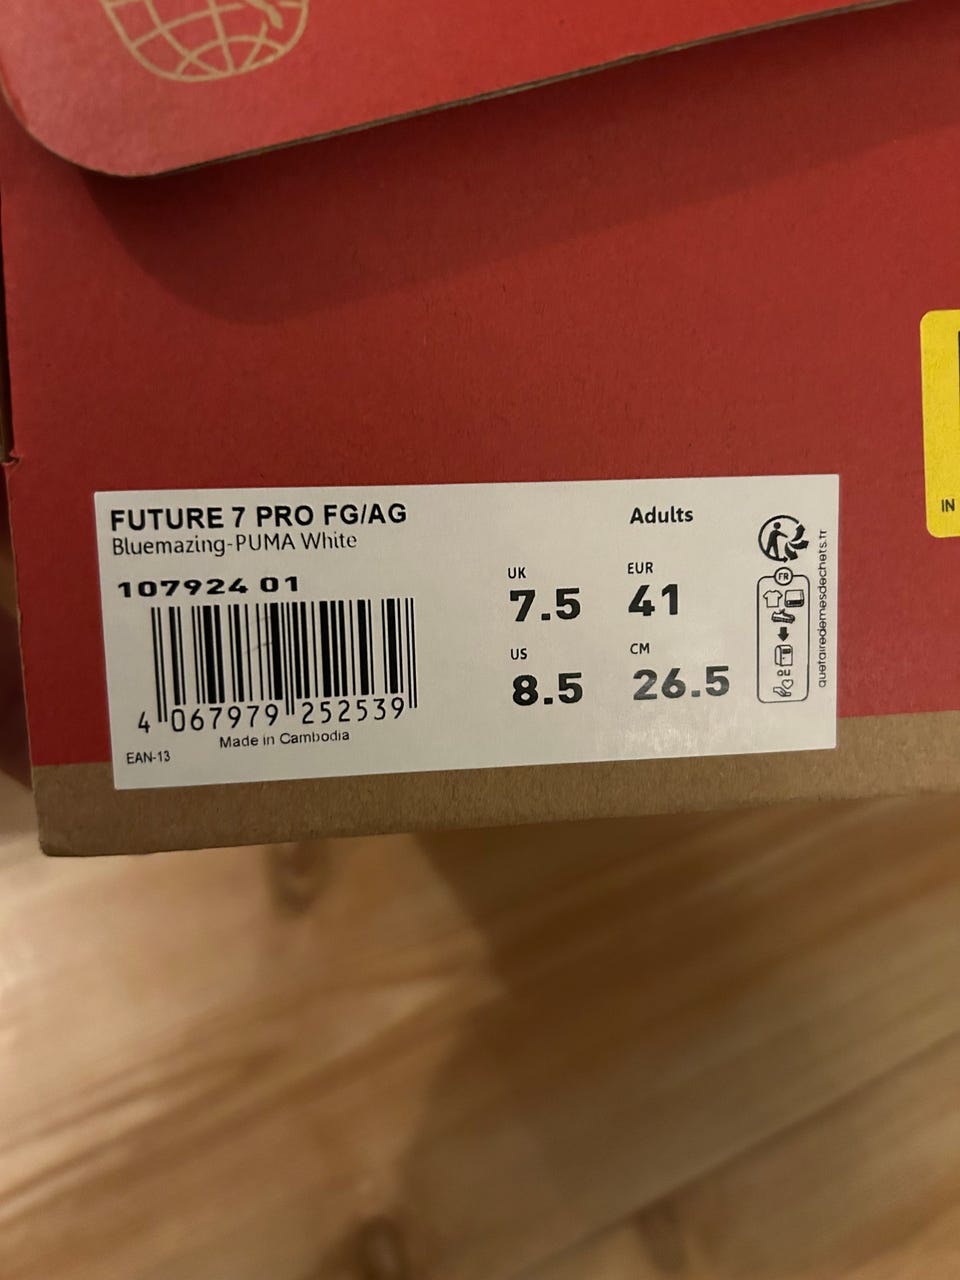 FUTURE 7 PRO FG/AG
Bluemazing-PUMA White
107924 01
4 067979 252539
Made in Cambodia
EAN-13
Adults
UK
7.5
EUR
41
US
8.5
CM
26.5
FR
OU
quefairedemesdechets.fr
IN